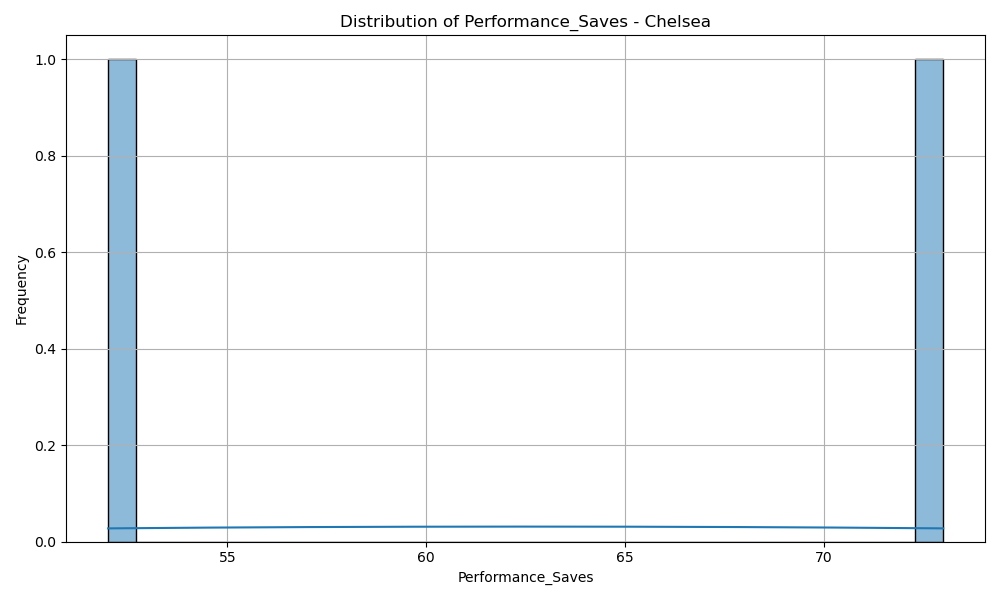 Distribution of Performance_Saves - Chelsea
1.0
0.8
0.6
0.4
0.2
0.0
Frequency
55 60 65 70
Performance_Saves